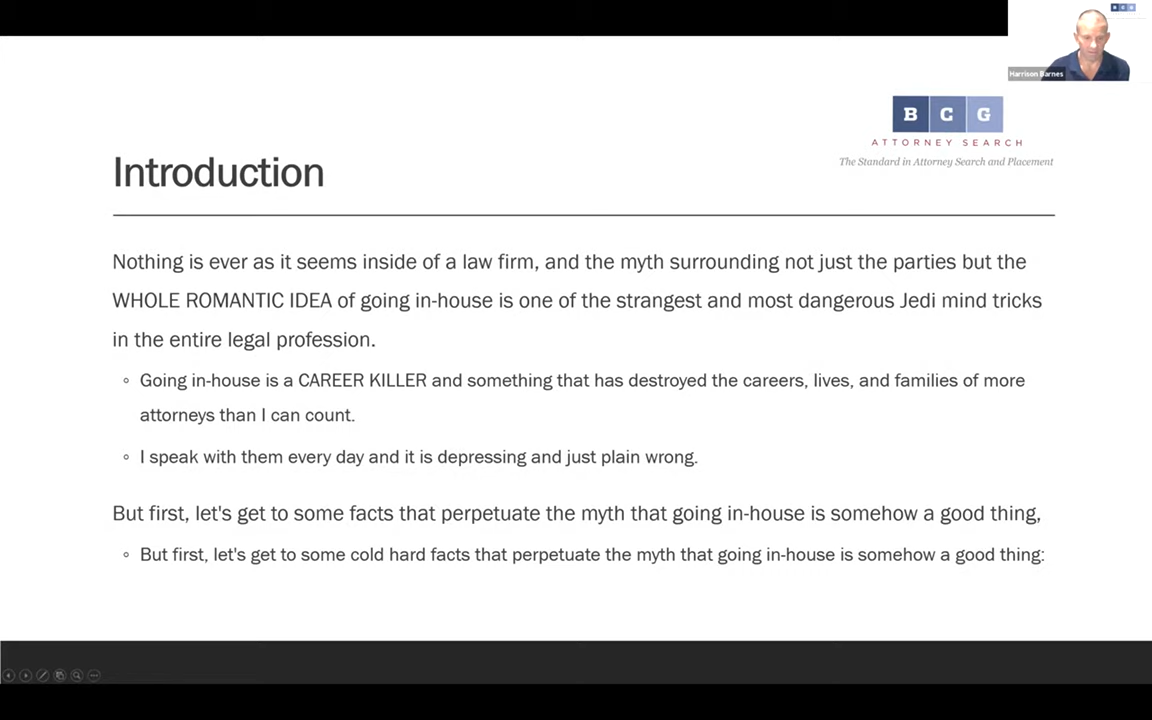 B C G
Harrison Barnes
B C G
ATTORNEY SEARCH
The Standard in Attorney Search and Placement
Introduction
Nothing is ever as it seems inside of a law firm, and the myth surrounding not just the parties but the
WHOLE ROMANTIC IDEA of going in-house is one of the strangest and most dangerous Jedi mind tricks
in the entire legal profession.
◦ Going in-house is a CAREER KILLER and something that has destroyed the careers, lives, and families of more
attorneys than I can count.
◦ I speak with them every day and it is depressing and just plain wrong.
But first, let's get to some facts that perpetuate the myth that going in-house is somehow a good thing,
◦ But first, let's get to some cold hard facts that perpetuate the myth that going in-house is somehow a good thing: